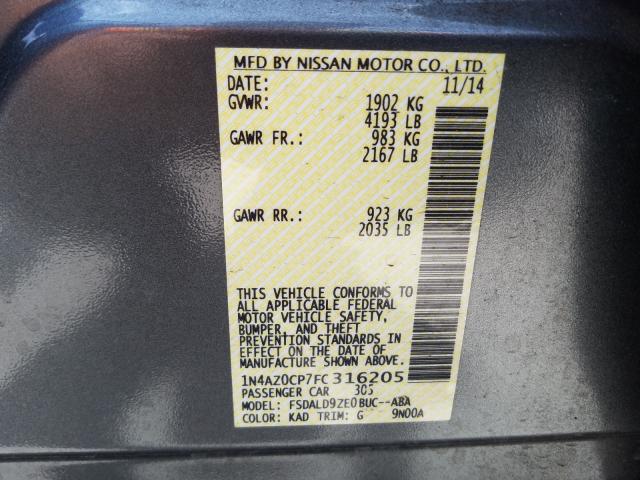 MFD BY NISSAN MOTOR CO., LTD.
DATE: 11/14
GVWR: 1902 KG
4193 LB
GAWR FR.: 983 KG
2167 LB
GAWR RR.: 923 KG
2035 LB
THIS VEHICLE CONFORMS TO
ALL APPLICABLE FEDERAL
MOTOR VEHICLE SAFETY,
BUMPER, AND THEFT
PREVENTION STANDARDS IN
EFFECT ON THE DATE OF
MANUFACTURE SHOWN ABOVE.
1N4AZ0CP7FC316205
PASSENGER CAR 305
MODEL: FSDALD9ZE0BUC--ABA
COLOR: KAD TRIM: G 9N00A